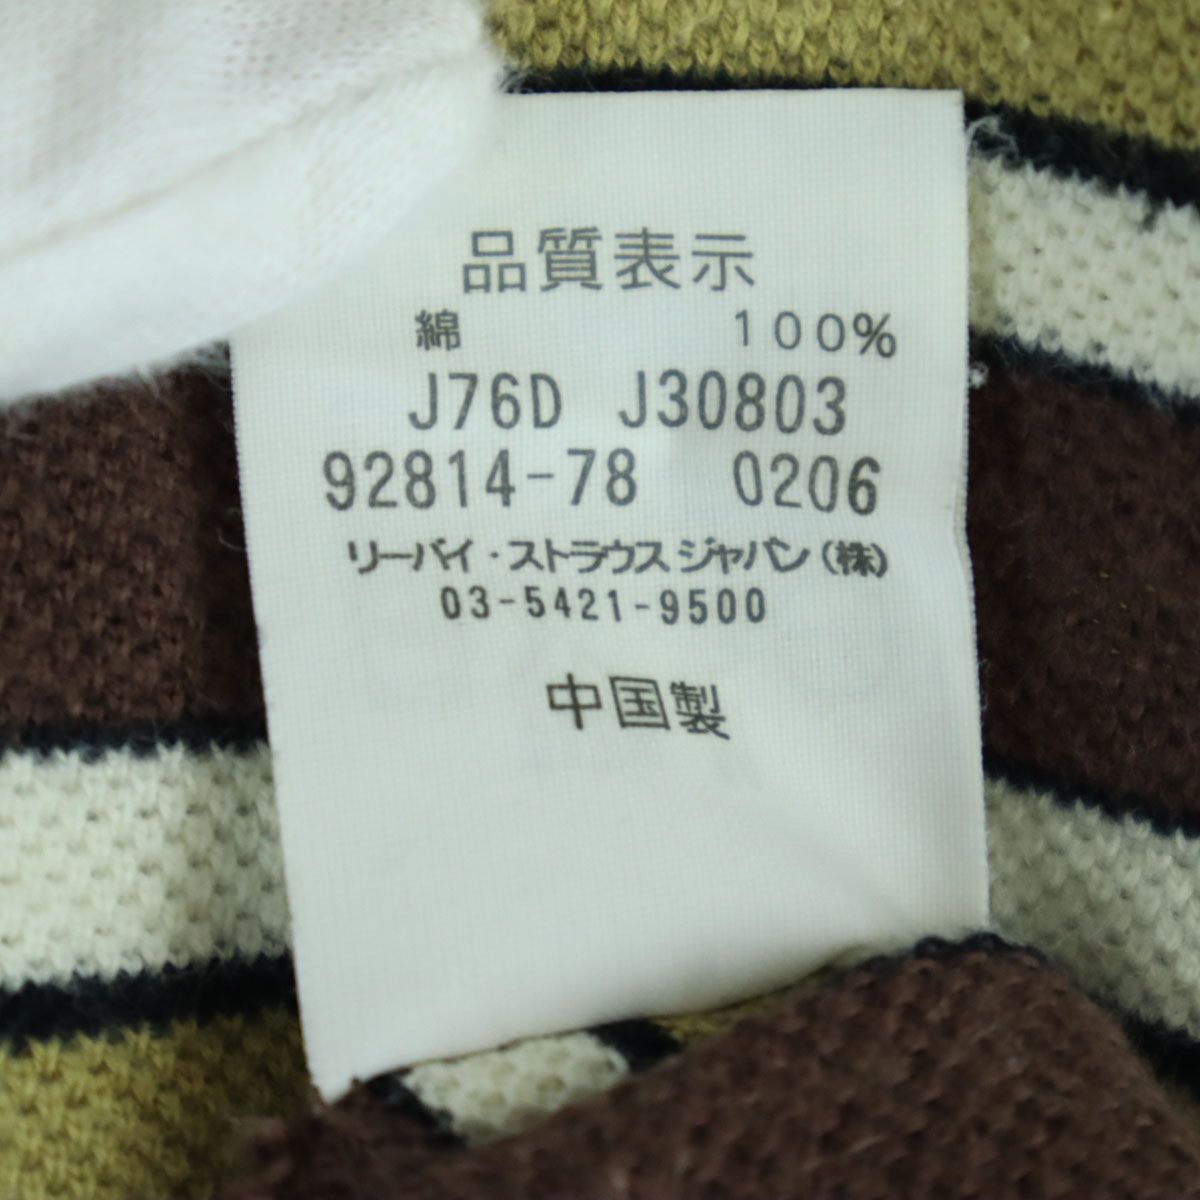 品質表示
綿 100%
J76D J30803
92814-78 0206
リーバイ・ストラウス ジャパン(株)
03-5421-9500
中国製